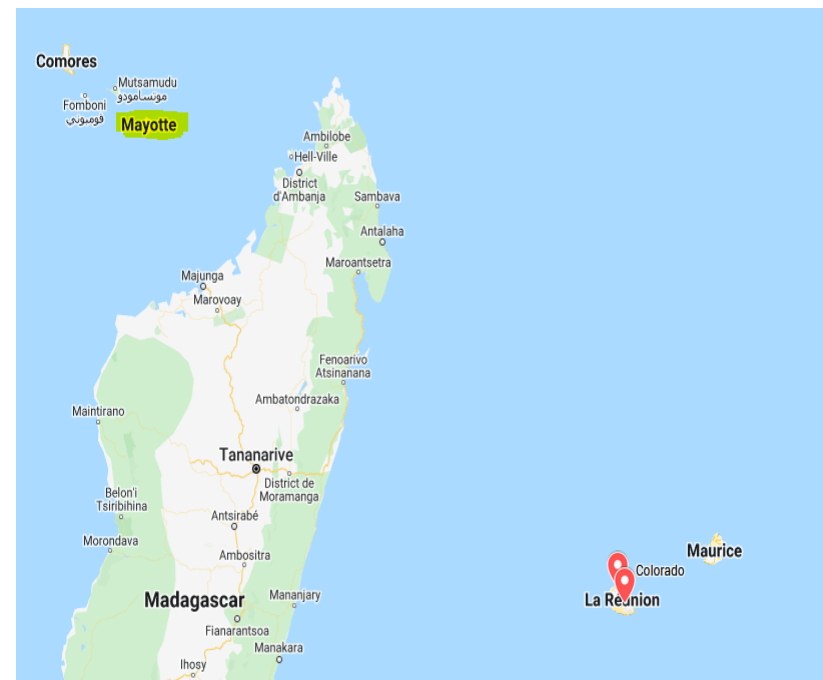 Comores
Mutsamudu
موتسامودو
Fomboni
فومبوني
Mayotte
Ambilobe
Hell-Ville
District
d'Ambanja
Sambava
Antalaha
Maroantsetra
Majunga
Marovoay
Fenoarivo
Atsinanana
Ambatondrazaka
Maintirano
Tananarive
District de
Moramanga
Belon'i
Tsiribihina
Antsirabé
Morondava
Ambositra
Maurice
Colorado
La Réunion
Madagascar
Mananjary
Fianarantsoa
Manakara
Ihosy